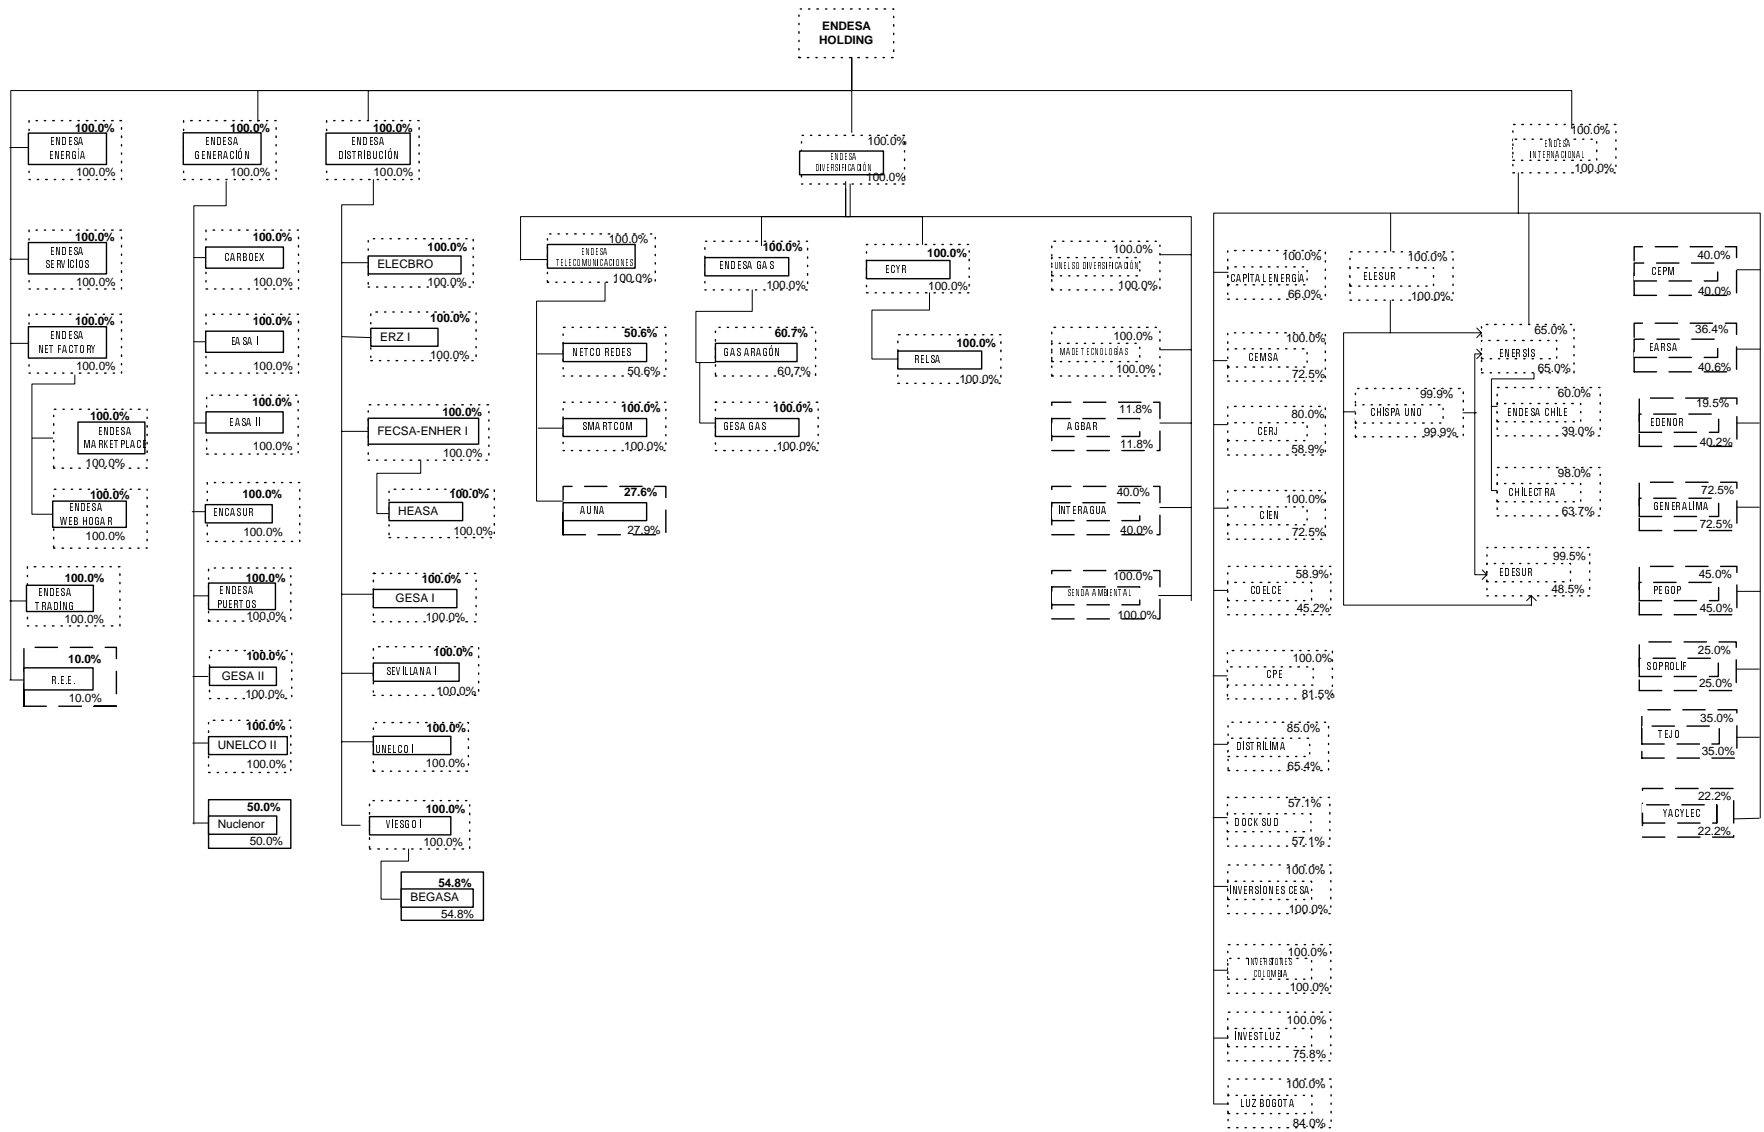 ENDESA
HOLDING
100.0%
ENDESA
ENERGÍA
100.0%
100.0%
ENDESA
SERVICIOS
100.0%
100.0%
ENDESA
NET FACTORY
100.0%
100.0%
ENDESA
MARKETPLACE
100.0%
100.0%
ENDESA
WEB HOGAR
100.0%
100.0%
ENDESA
TRADING
100.0%
10.0%
R.E.E.
10.0%
100.0%
ENDESA
GENERACIÓN
100.0%
100.0%
CARBOEX
100.0%
100.0%
EASA I
100.0%
100.0%
EASA II
100.0%
100.0%
ENCASUR
100.0%
100.0%
ENDESA
PUERTOS
100.0%
100.0%
GESA II
100.0%
100.0%
UNELCO II
100.0%
50.0%
Nuclenor
50.0%
100.0%
ENDESA
DISTRIBUCIÓN
100.0%
100.0%
ELECBRO
100.0%
100.0%
ERZ I
100.0%
100.0%
FECSA-ENHER I
100.0%
100.0%
HEASA
100.0%
100.0%
GESA I
100.0%
100.0%
SEVILLANA I
100.0%
100.0%
UNELCO I
100.0%
100.0%
VIESGO I
100.0%
54.8%
BEGASA
54.8%
100.0%
ENDESA
DIVERSIFICACIÓN
100.0%
100.0%
ENDESA
TELECOMUNICACIONES
100.0%
50.6%
NETCO REDES
50.6%
100.0%
SMARTCOM
100.0%
27.6%
AUNA
27.9%
100.0%
ENDESA GAS
100.0%
60.7%
GAS ARAGÓN
60.7%
100.0%
GESA GAS
100.0%
100.0%
ECYR
100.0%
100.0%
RELSA
100.0%
100.0%
UNELSO DIVERSIFICACIÓN
100.0%
100.0%
MADE TECNOLOGÍAS
100.0%
11.8%
AGBAR
11.8%
40.0%
INTERAGUA
40.0%
100.0%
SENDA AMBIENTAL
100.0%
100.0%
ENDESA
INTERNACIONAL
100.0%
100.0%
CAPITAL ENERGÍA
66.0%
100.0%
CEMSA
72.5%
80.0%
CERJ
58.9%
100.0%
CIEN
72.5%
58.9%
COELCE
45.2%
100.0%
CPE
81.5%
85.0%
DISTRILIMA
65.4%
57.1%
DOCK SUD
57.1%
100.0%
INVERSIONES CESA
100.0%
100.0%
INVERSIONES
COLOMBIA
100.0%
100.0%
INVESTLUZ
75.8%
100.0%
LUZ BOGOTA
84.0%
100.0%
ELESUR
100.0%
99.9%
CHISPA UNO
99.9%
65.0%
ENERSIS
65.0%
60.0%
ENDESA CHILE
39.0%
98.0%
CHILECTRA
63.7%
99.5%
EDESUR
48.5%
40.0%
CEPM
40.0%
36.4%
EARSA
40.6%
19.5%
EDENOR
40.2%
72.5%
GENERALIMA
72.5%
45.0%
PEGOP
45.0%
25.0%
SOPROLIF
25.0%
35.0%
TEJO
35.0%
22.2%
YACYLEC
22.2%